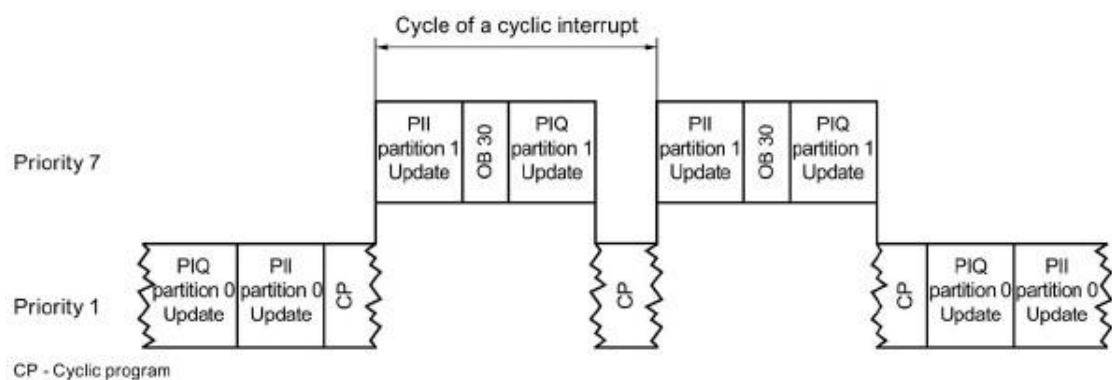 Cycle of a cyclic interrupt
Priority 7
PII
partition 1
Update
OB 30
PIQ
partition 1
Update
PII
partition 1
Update
OB 30
PIQ
partition 1
Update
Priority 1
PIQ
partition 0
Update
PII
partition 0
Update
CP
CP
CP
PIQ
partition 0
Update
PII
partition 0
Update
CP - Cyclic program